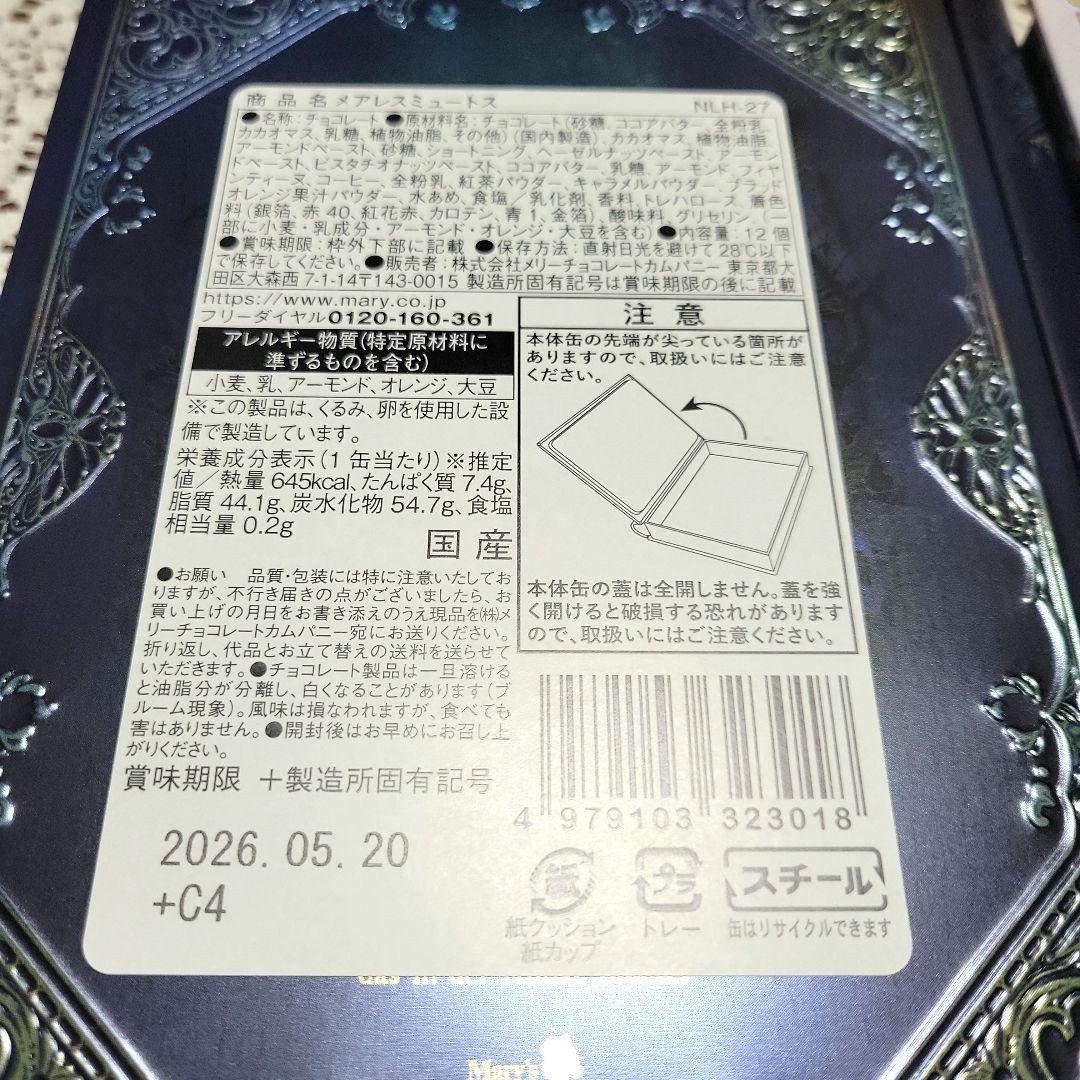 商品名 メアレスミュートス NLH-27
●名称：チョコレート ●原材料名：チョコレート（砂糖、ココアバター、全粉乳、
カカオマス、乳糖、植物油脂、その他）（国内製造）、カカオマス、植物油脂、
アーモンドペースト、砂糖、ショートニング、ヘーゼルナッツペースト、アーモン
ドペースト、ピスタチオナッツペースト、ココアバター、乳糖、アーモンド、フィヤ
ンティーヌ、コーヒー、全粉乳、紅茶パウダー、キャラメルパウダー、ブラッド
オレンジ果汁パウダー、水あめ、食塩／乳化剤、香料、トレハロース、着色
料（銀箔、赤40、紅花赤、カロテン、青1、金箔）、酸味料、グリセリン、（一
部に小麦・乳成分・アーモンド・オレンジ・大豆を含む）●内容量：12個
●賞味期限：枠外下部に記載 ●保存方法：直射日光を避けて28℃以下
で保存してください。●販売者：株式会社メリーチョコレートカムパニー 東京都大
田区大森西7-1-14〒143-0015 製造所固有記号は賞味期限の後に記載
https://www.mary.co.jp
フリーダイヤル0120-160-361
アレルギー物質（特定原材料に
準ずるものを含む）
小麦、乳、アーモンド、オレンジ、大豆
※この製品は、くるみ、卵を使用した設
備で製造しています。
栄養成分表示（1缶当たり）※推定
値／熱量 645kcal、たんぱく質 7.4g、
脂質 44.1g、炭水化物 54.7g、食塩
相当量 0.2g
国産
注意
本体缶の先端が尖っている箇所が
ありますので、取扱いにはご注意
ください。
本体缶の蓋は全開しません。蓋を強
く開けると破損する恐れがあります
ので、取扱いにはご注意ください。
●お願い 品質・包装には特に注意いたしてお
りますが、不行き届きの点がございましたら、お
買い上げの月日をお書き添えのうえ現品を㈱メ
リーチョコレートカムパニー宛にお送りください。
折り返し、代品とお立て替えの送料を送らせて
いただきます。●チョコレート製品は一旦溶ける
と油脂分が分離し、白くなることがあります（ブ
ルーム現象）。風味は損なわれますが、食べても
害はありません。●開封後はお早めにお召し上
がりください。
賞味期限 ＋製造所固有記号
2026.05.20
+C4
4 979103 323018
紙
紙クッション
紙カップ
プラ
トレー
スチール
缶はリサイクルできます
Mary's